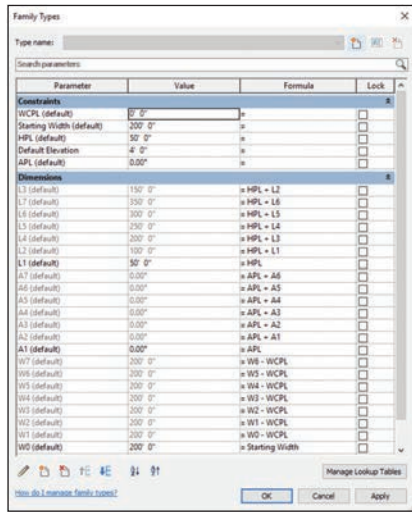 Family Types
Type name:
Search parameters
Parameter Value Formula Lock
Constraints
WCPL (default) 0' 0" =
Starting Width (default) 200' 0" =
HPL (default) 50' 0" =
Default Elevation 4' 0" =
APL (default) 0.00° =
Dimensions
L3 (default) 150' 0" = HPL + L2
L7 (default) 350' 0" = HPL + L6
L6 (default) 300' 0" = HPL + L5
L5 (default) 250' 0" = HPL + L4
L4 (default) 200' 0" = HPL + L3
L2 (default) 100' 0" = HPL + L1
L1 (default) 50' 0" = HPL
A7 (default) 0.00° = APL + A6
A6 (default) 0.00° = APL + A5
A5 (default) 0.00° = APL + A4
A4 (default) 0.00° = APL + A3
A3 (default) 0.00° = APL + A2
A2 (default) 0.00° = APL + A1
A1 (default) 0.00° = APL
W7 (default) 200' 0" = W6 - WCPL
W6 (default) 200' 0" = W5 - WCPL
W5 (default) 200' 0" = W4 - WCPL
W4 (default) 200' 0" = W3 - WCPL
W3 (default) 200' 0" = W2 - WCPL
W2 (default) 200' 0" = W1 - WCPL
W1 (default) 200' 0" = W0 - WCPL
W0 (default) 200' 0" = Starting Width
Manage Lookup Tables
How do I manage family types?
OK Cancel Apply